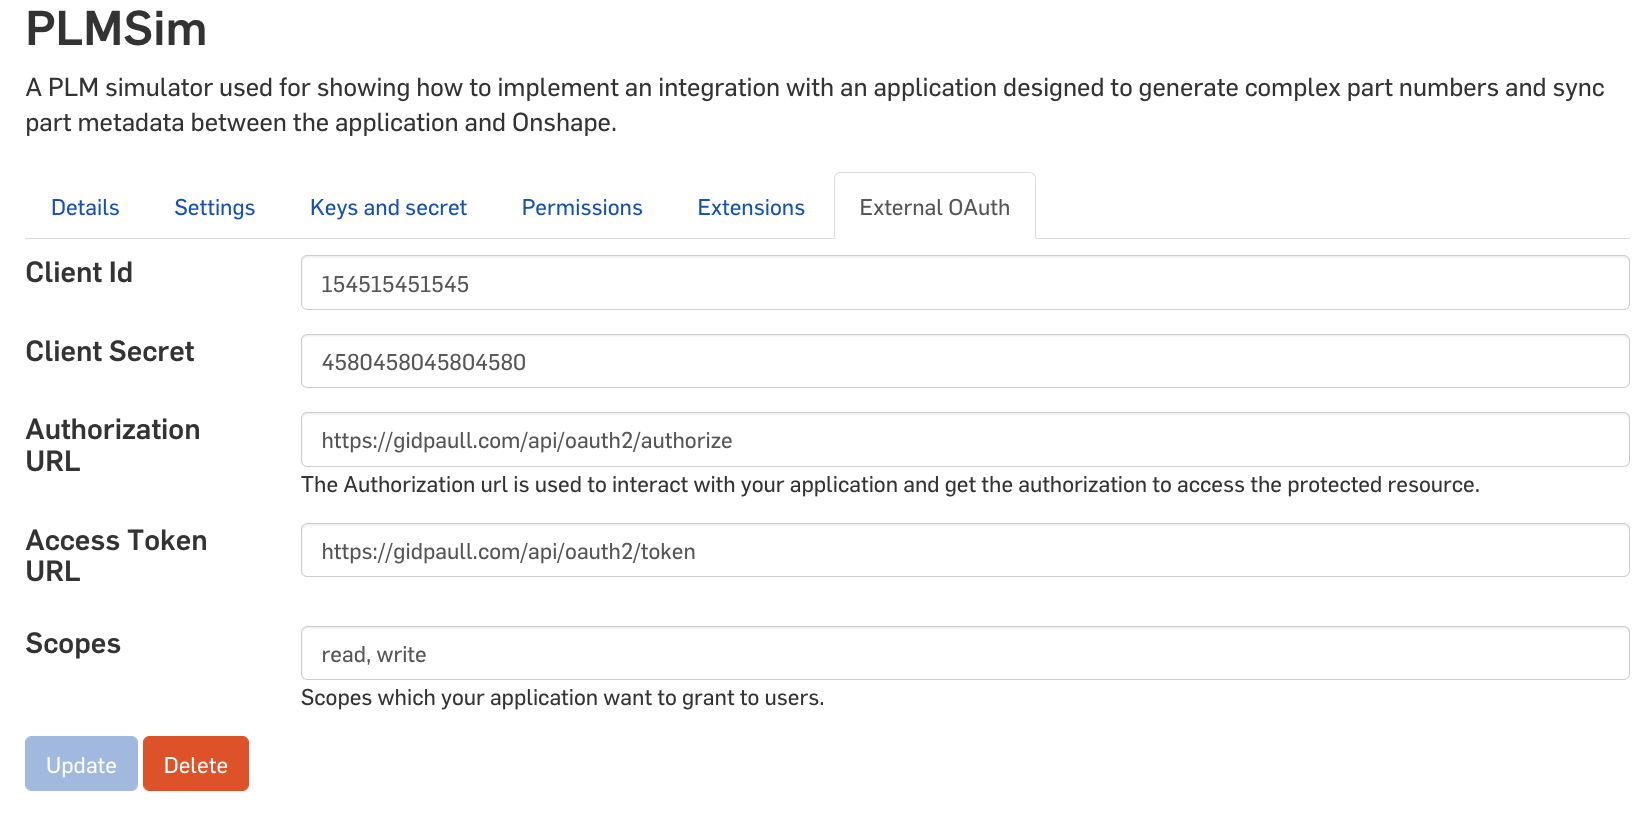 PLMSim
A PLM simulator used for showing how to implement an integration with an application designed to generate complex part numbers and sync
part metadata between the application and Onshape.
Details Settings Keys and secret Permissions Extensions External OAuth
Client Id 154515451545
Client Secret 4580458045804580
Authorization
URL
https://gidpaull.com/api/oauth2/authorize
The Authorization url is used to interact with your application and get the authorization to access the protected resource.
Access Token
URL
https://gidpaull.com/api/oauth2/token
Scopes read, write
Scopes which your application want to grant to users.
Update Delete